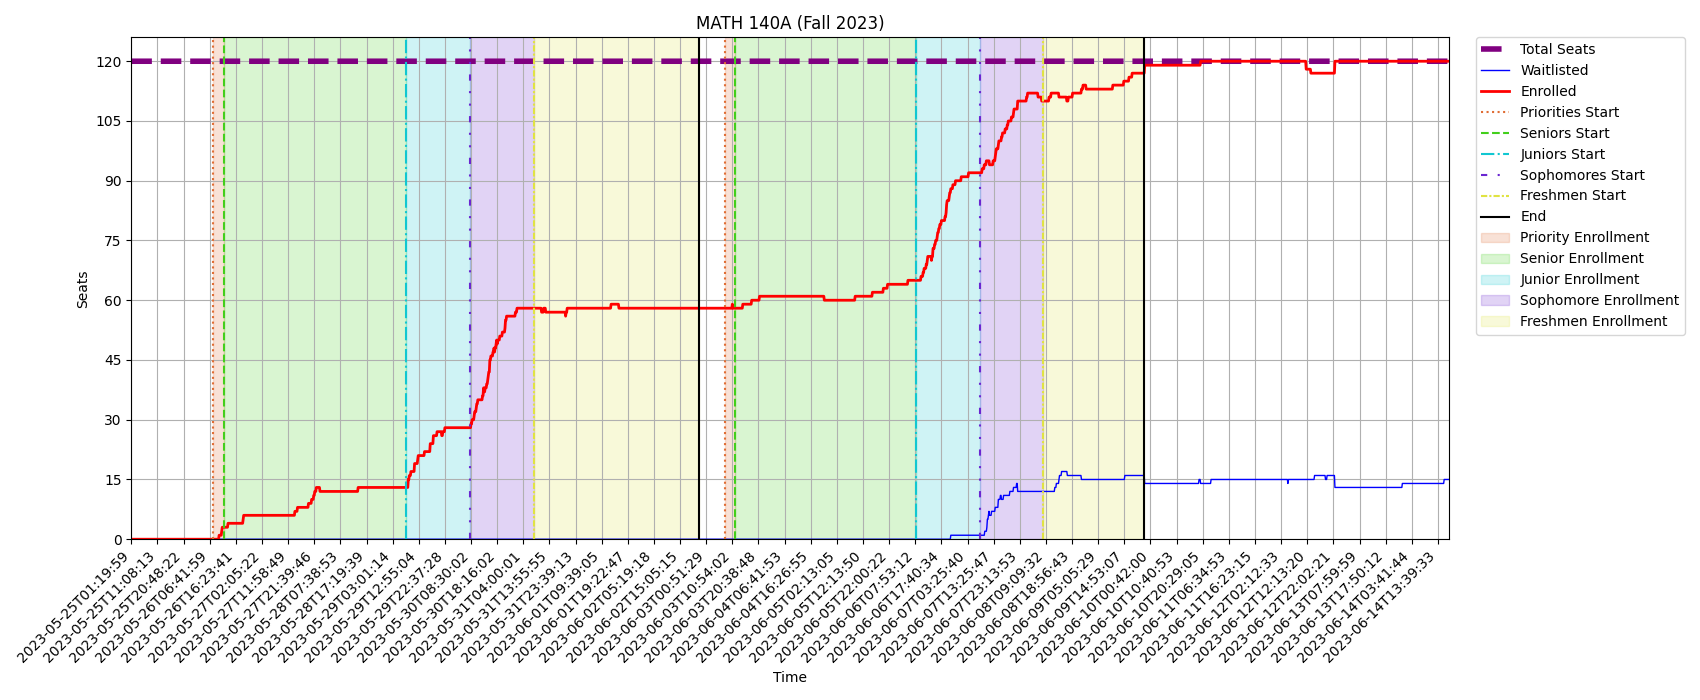 MATH 140A (Fall 2023)
Seats
120
105
90
75
60
45
30
15
0
2023-05-25T01:19:59
2023-05-25T11:08:13
2023-05-25T20:48:22
2023-05-26T06:41:59
2023-05-26T16:23:41
2023-05-27T02:05:22
2023-05-27T11:58:49
2023-05-27T21:39:46
2023-05-28T07:38:53
2023-05-28T17:19:39
2023-05-29T03:01:14
2023-05-29T12:55:04
2023-05-29T22:37:28
2023-05-30T08:30:02
2023-05-30T18:16:02
2023-05-31T04:00:01
2023-05-31T13:55:55
2023-05-31T23:39:13
2023-06-01T09:39:05
2023-06-01T19:22:47
2023-06-02T05:19:18
2023-06-02T15:05:15
2023-06-03T00:51:29
2023-06-03T10:54:02
2023-06-03T20:38:48
2023-06-04T06:41:53
2023-06-04T16:26:55
2023-06-05T02:13:05
2023-06-05T12:13:50
2023-06-05T22:00:22
2023-06-06T07:53:12
2023-06-06T17:40:34
2023-06-07T03:25:40
2023-06-07T13:25:47
2023-06-07T23:13:53
2023-06-08T09:09:32
2023-06-08T18:56:43
2023-06-09T05:05:29
2023-06-09T14:53:07
2023-06-10T00:42:00
2023-06-10T10:40:53
2023-06-10T20:29:05
2023-06-11T06:34:53
2023-06-11T16:23:15
2023-06-12T02:12:33
2023-06-12T12:13:20
2023-06-12T22:02:21
2023-06-13T07:59:59
2023-06-13T17:50:12
2023-06-14T03:41:44
2023-06-14T13:39:33
Time
Total Seats
Waitlisted
Enrolled
Priorities Start
Seniors Start
Juniors Start
Sophomores Start
Freshmen Start
End
Priority Enrollment
Senior Enrollment
Junior Enrollment
Sophomore Enrollment
Freshmen Enrollment